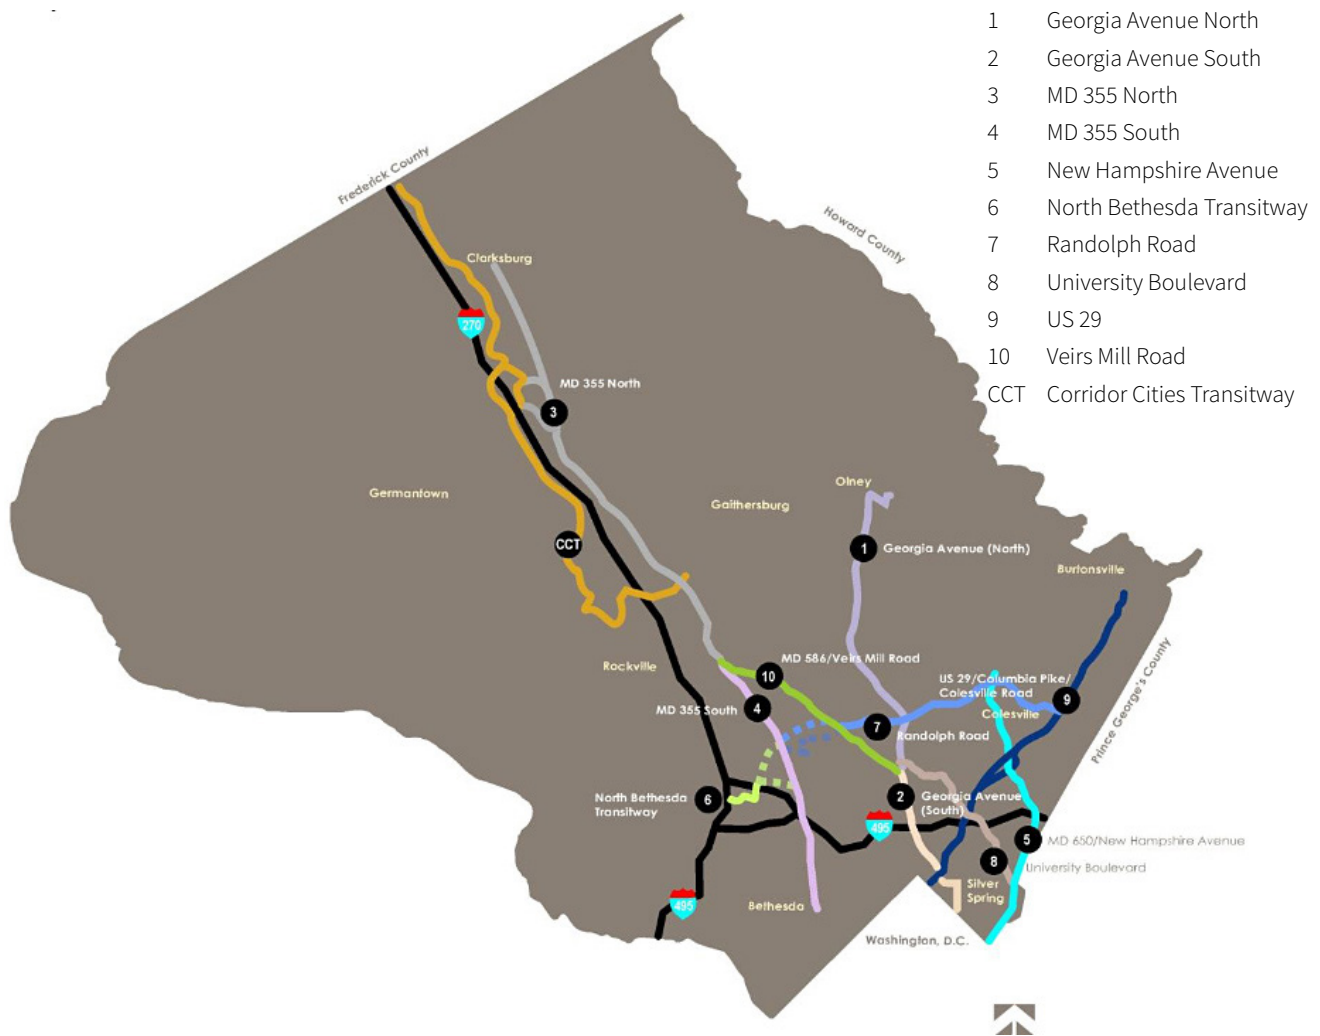 1 Georgia Avenue North
2 Georgia Avenue South
3 MD 355 North
4 MD 355 South
5 New Hampshire Avenue
6 North Bethesda Transitway
7 Randolph Road
8 University Boulevard
9 US 29
10 Veirs Mill Road
CCT Corridor Cities Transitway
Frederick County
Howard County
Clarksburg
270
MD 355 North
3
Germantown
Gaithersburg
Olney
CCT
1 Georgia Avenue (North)
Burtonsville
Prince George's County
Rockville
MD 586/Veirs Mill Road
10
US 29/Columbia Pike/
Colesville Road
9
MD 355 South
4
Colesville
7
Randolph Road
North Bethesda
Transitway
6
2
Georgia Avenue
(South)
495
5
MD 650/New Hampshire Avenue
8
University Boulevard
Silver
Spring
495
Bethesda
Washington, D.C.